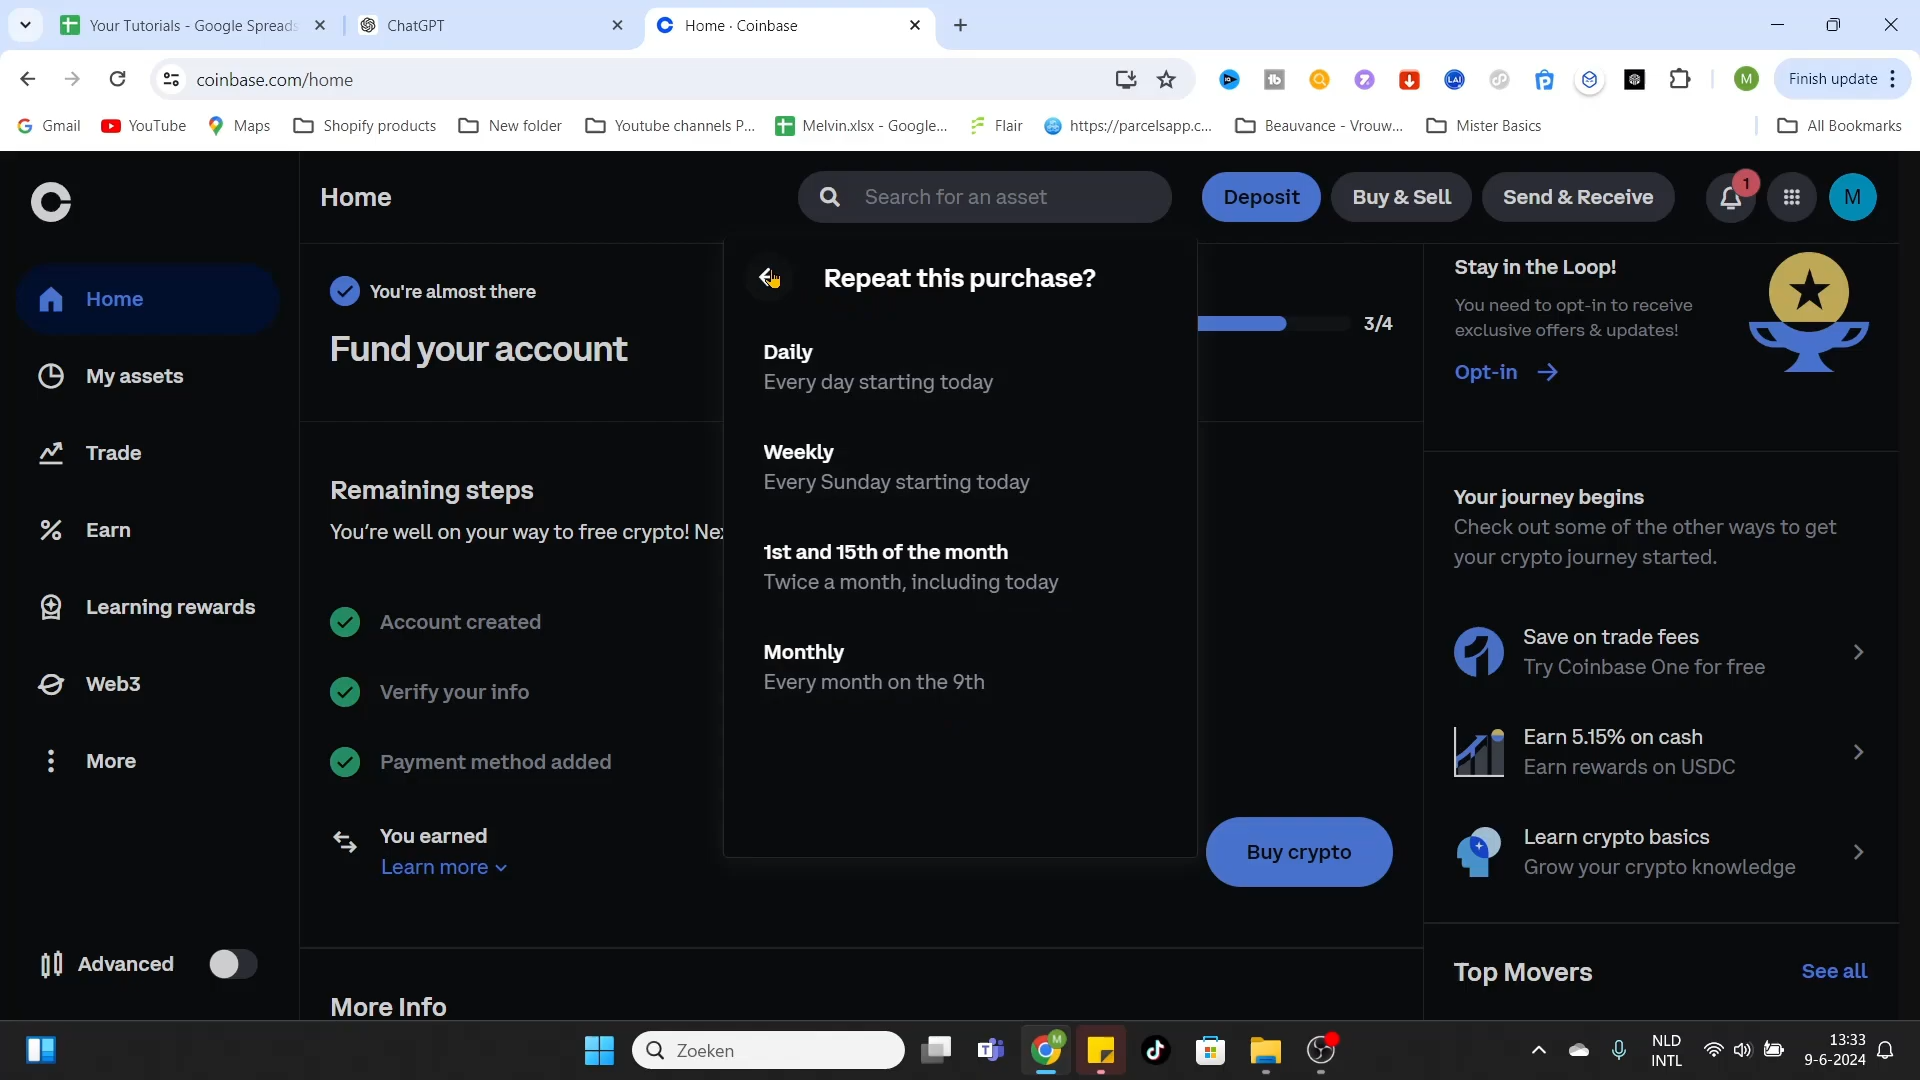 Your Tutorials - Google Spreads
ChatGPT
Home · Coinbase
coinbase.com/home
M
Finish update
Gmail
YouTube
Maps
Shopify products
New folder
Youtube channels P...
Melvin.xlsx - Google...
Flair
https://parcelsapp.c...
Beauvance - Vrouw...
Mister Basics
All Bookmarks
Home
Search for an asset
Deposit
Buy & Sell
Send & Receive
1
M
Home
My assets
Trade
Earn
Learning rewards
Web3
More
Advanced
You're almost there
Fund your account
3/4
Remaining steps
You're well on your way to free crypto! Nex
Account created
Verify your info
Payment method added
You earned
Learn more
Buy crypto
More Info
Repeat this purchase?
Daily
Every day starting today
Weekly
Every Sunday starting today
1st and 15th of the month
Twice a month, including today
Monthly
Every month on the 9th
Stay in the Loop!
You need to opt-in to receive
exclusive offers & updates!
Opt-in
Your journey begins
Check out some of the other ways to get
your crypto journey started.
Save on trade fees
Try Coinbase One for free
Earn 5.15% on cash
Earn rewards on USDC
Learn crypto basics
Grow your crypto knowledge
Top Movers
See all
Zoeken
NLD
INTL
13:33
9-6-2024